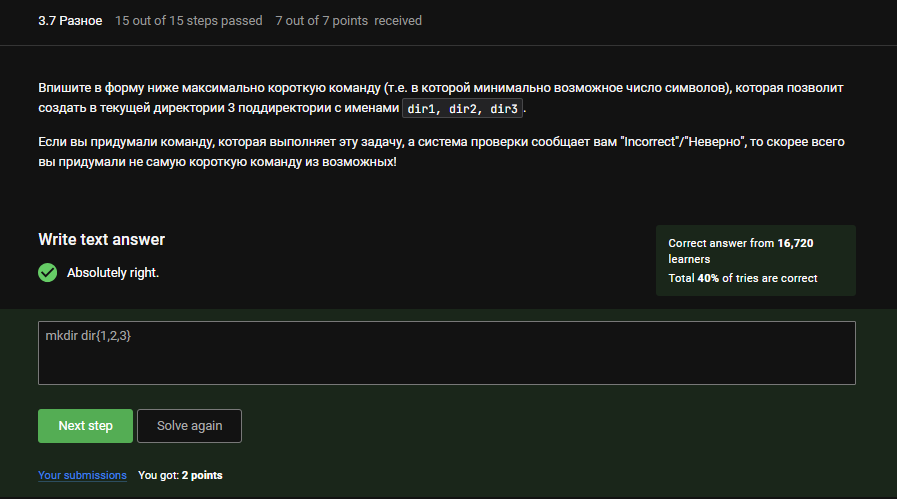 3.7 Разное 15 out of 15 steps passed 7 out of 7 points received
Впишите в форму ниже максимально короткую команду (т.е. в которой минимально возможное число символов), которая позволит
создать в текущей директории 3 поддиректории с именами dir1, dir2, dir3.
Если вы придумали команду, которая выполняет эту задачу, а система проверки сообщает вам "Incorrect"/"Неверно", то скорее всего
вы придумали не самую короткую команду из возможных!
Write text answer
Absolutely right.
Correct answer from 16,720
learners
Total 40% of tries are correct
mkdir dir{1,2,3}
Next step Solve again
Your submissions You got: 2 points